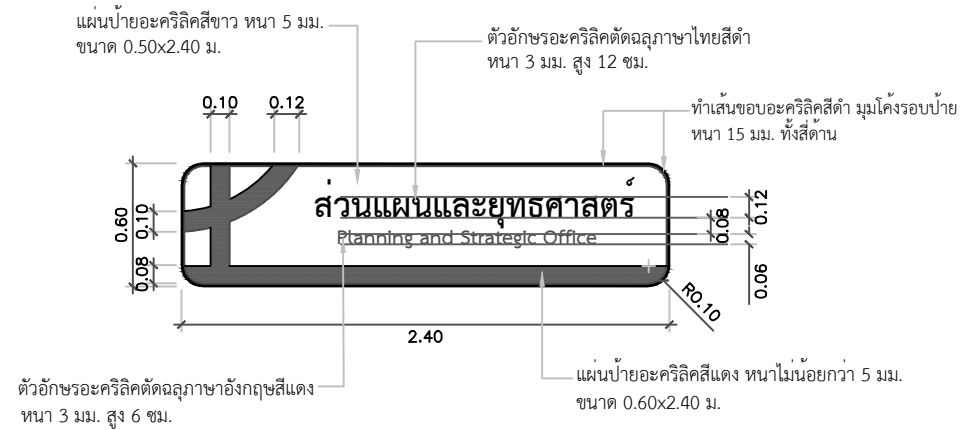 แผ่นป้ายอะคริลิคสีขาว หนา 5 มม.
ขนาด 0.50x2.40 ม.
ตัวอักษรอะคริลิคตัดฉลุภาษาไทยสีดำ
หนา 3 มม. สูง 12 ซม.
ทำเส้นขอบอะคริลิคสีดำ มุมโค้งรอบป้าย
หนา 15 มม. ทั้งสี่ด้าน
0.10
0.12
0.60
0.10
0.08
ส่วนแผนและยุทธศาสตร์
Planning and Strategic Office
0.08
0.12
0.06
R0.10
2.40
ตัวอักษรอะคริลิคตัดฉลุภาษาอังกฤษสีแดง
หนา 3 มม. สูง 6 ซม.
แผ่นป้ายอะคริลิคสีแดง หนาไม่น้อยกว่า 5 มม.
ขนาด 0.60x2.40 ม.